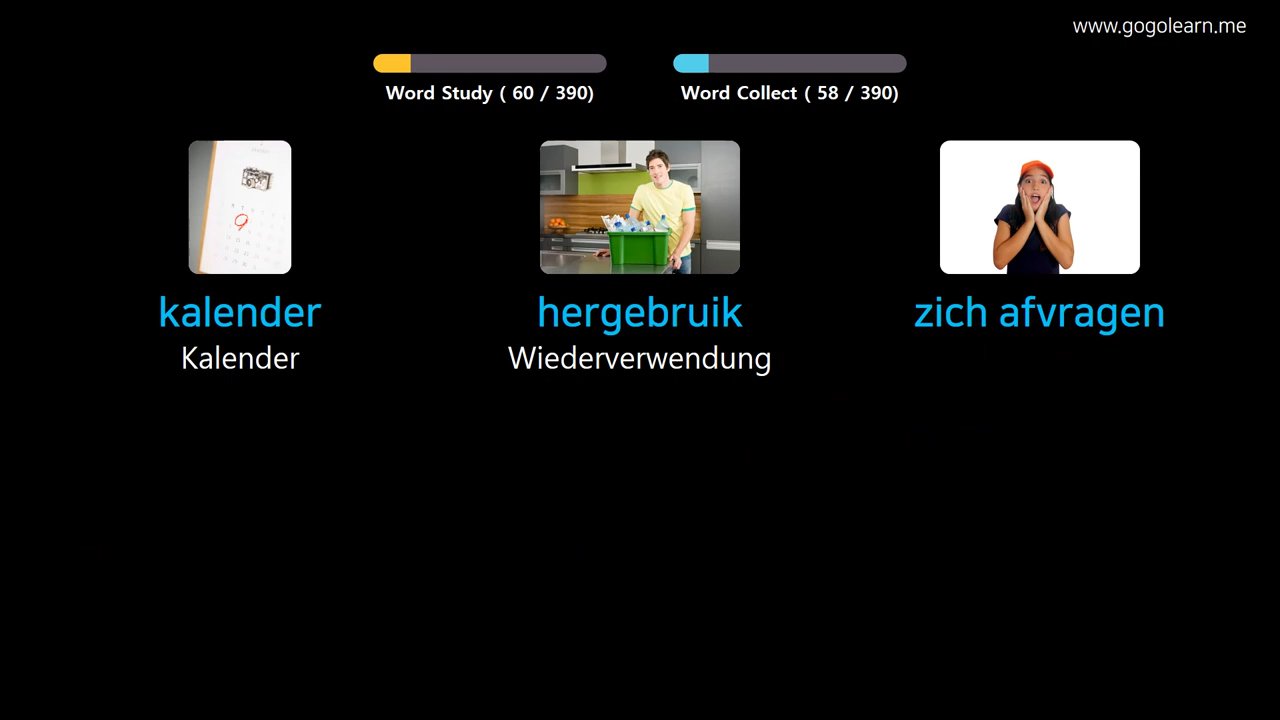 www.gogolearn.me
Word Study ( 60 / 390)
Word Collect ( 58 / 390)
kalender
hergebruik
zich afvragen
Kalender
Wiederverwendung